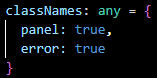 classNames: any = {
  panel: true,
  error: true
}